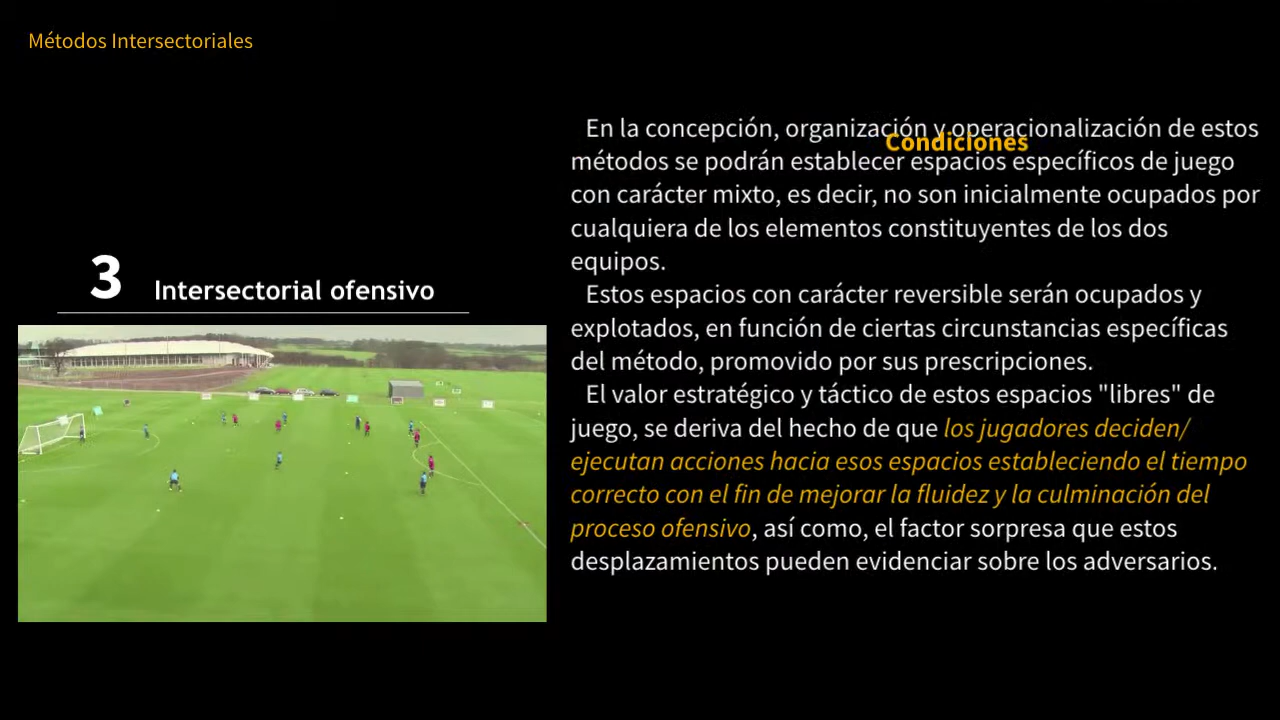 Métodos Intersectoriales
Condiciones
En la concepción, organización y operacionalización de estos
métodos se podrán establecer espacios específicos de juego
con carácter mixto, es decir, no son inicialmente ocupados por
cualquiera de los elementos constituyentes de los dos
equipos.
Estos espacios con carácter reversible serán ocupados y
explotados, en función de ciertas circunstancias específicas
del método, promovido por sus prescripciones.
El valor estratégico y táctico de estos espacios "libres" de
juego, se deriva del hecho de que los jugadores deciden/
ejecutan acciones hacia esos espacios estableciendo el tiempo
correcto con el fin de mejorar la fluidez y la culminación del
proceso ofensivo, así como, el factor sorpresa que estos
desplazamientos pueden evidenciar sobre los adversarios.
3 Intersectorial ofensivo